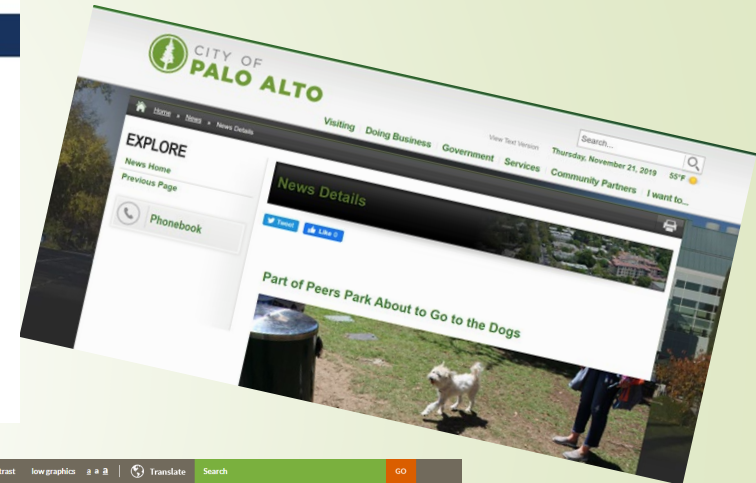 CITY OF
PALO ALTO
View Text Version
Search...
Thursday, November 21, 2019 55°F
Visiting Doing Business Government Services Community Partners I want to...
Home » News » News Details
EXPLORE
News Home
Previous Page
Phonebook
News Details
Tweet Like 0
Part of Peers Park About to Go to the Dogs
low graphics a a a Translate Search GO